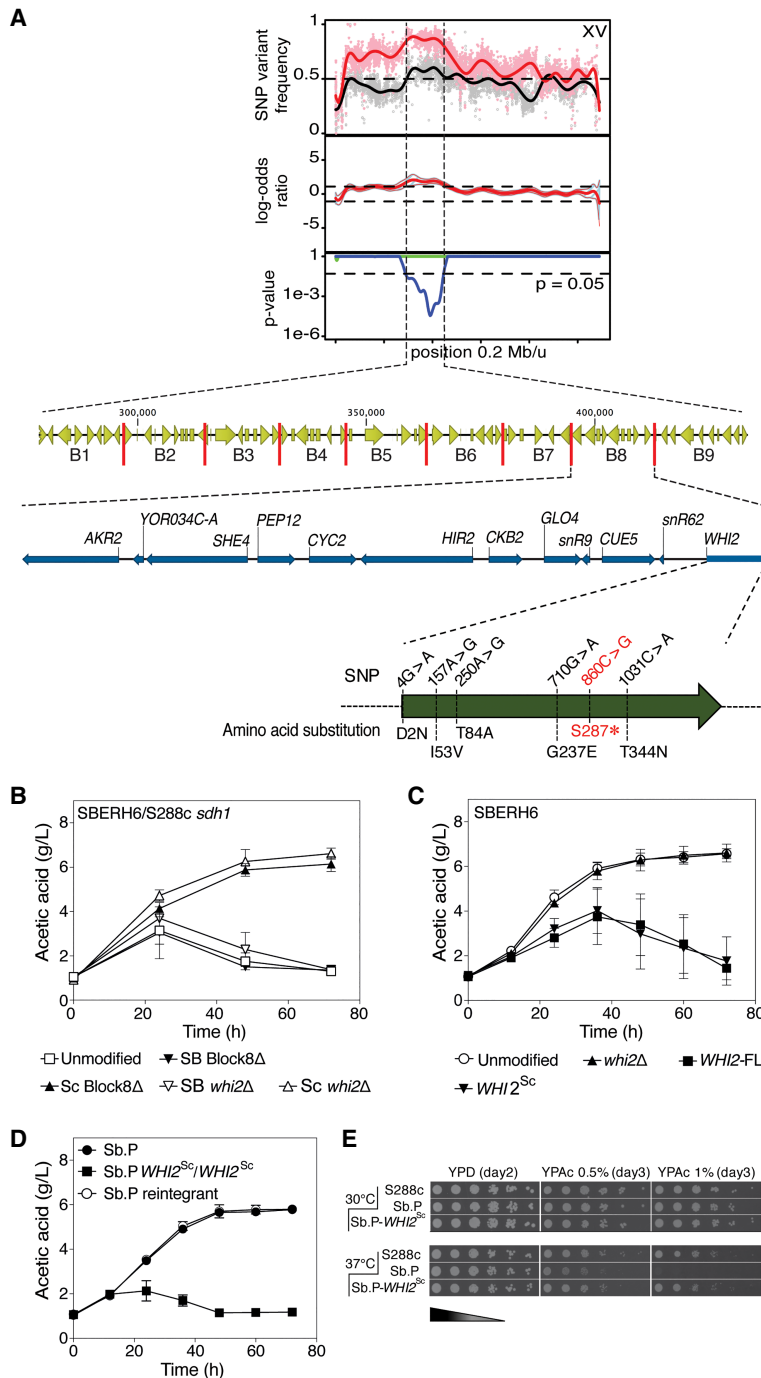 A
XV
SNP variant
frequency
1
0.5
0
log-odds
ratio
5
0
-5
p-value
1
1e-3
1e-6
p = 0.05
position 0.2 Mb/u
300,000
350,000
400,000
B1 B2 B3 B4 B5 B6 B7 B8 B9
AKR2 YOR034C-A SHE4 PEP12 CYC2 HIR2 CKB2 GLO4 snR9 CUE5 snR62 WHI2
SNP
4G>A 157A>G 250A>G 710G>A 860C>G 1031C>A
Amino acid substitution
D2N I53V T84A G237E S287* T344N
B
SBERH6/S288c sdh1
Acetic acid (g/L)
8
6
4
2
0
0 20 40 60 80
Time (h)
Unmodified SB Block8Δ
Sc Block8Δ SB whi2Δ Sc whi2Δ
C
SBERH6
Acetic acid (g/L)
8
6
4
2
0
0 20 40 60 80
Time (h)
Unmodified whi2Δ WHI2-FL
WHI2Sc
D
Sb.P
Sb.P WHI2Sc/WHI2Sc
Sb.P reintegrant
Acetic acid (g/L)
8
6
4
2
0
0 20 40 60 80
Time (h)
E
YPD (day2) YPAc 0.5% (day3) YPAc 1% (day3)
30°C
S288c
Sb.P
Sb.P-WHI2Sc
37°C
S288c
Sb.P
Sb.P-WHI2Sc